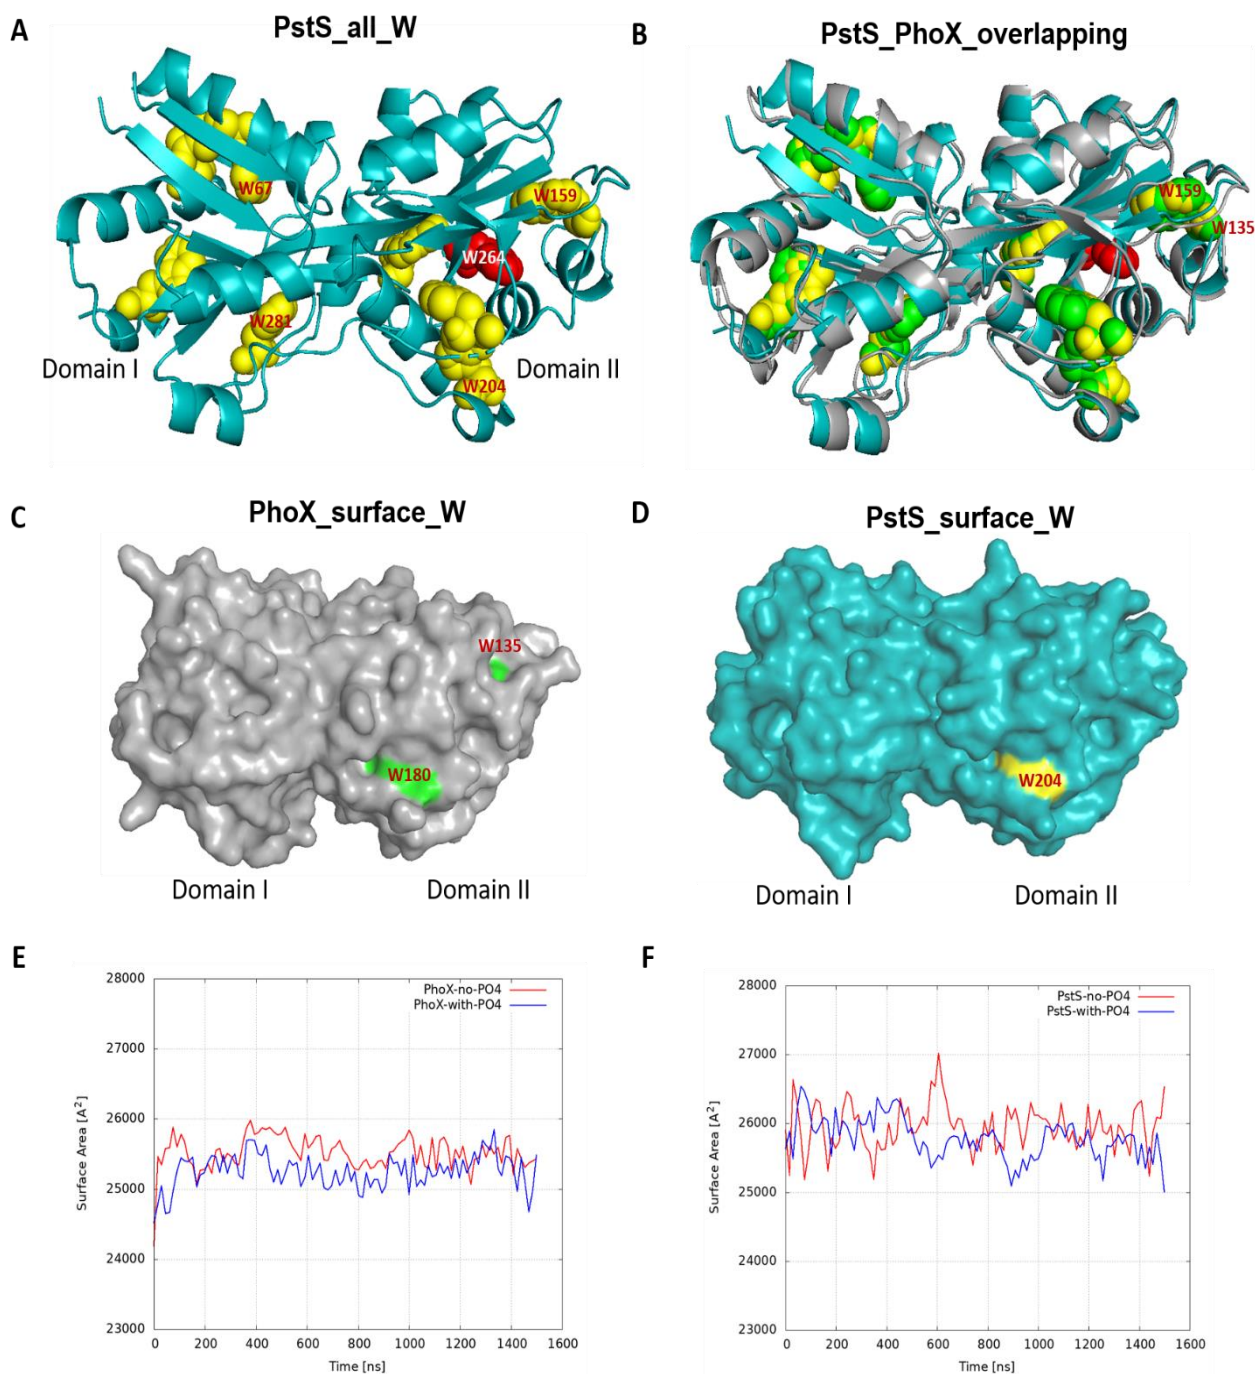 A
PstS_all_W
W67
W159
W264
W281
W204
Domain I
Domain II
B
PstS_PhoX_overlapping
W159
W135
C
PhoX_surface_W
W135
W180
Domain I
Domain II
D
PstS_surface_W
W204
Domain I
Domain II
E
28000
27000
26000
25000
24000
23000
Surface Area [A^2]
PhoX-no-PO4
PhoX-with-PO4
0
200
400
600
800
1000
1200
1400
1600
Time [ns]
F
28000
27000
26000
25000
24000
23000
Surface Area [A^2]
PstS-no-PO4
PstS-with-PO4
0
200
400
600
800
1000
1200
1400
1600
Time [ns]